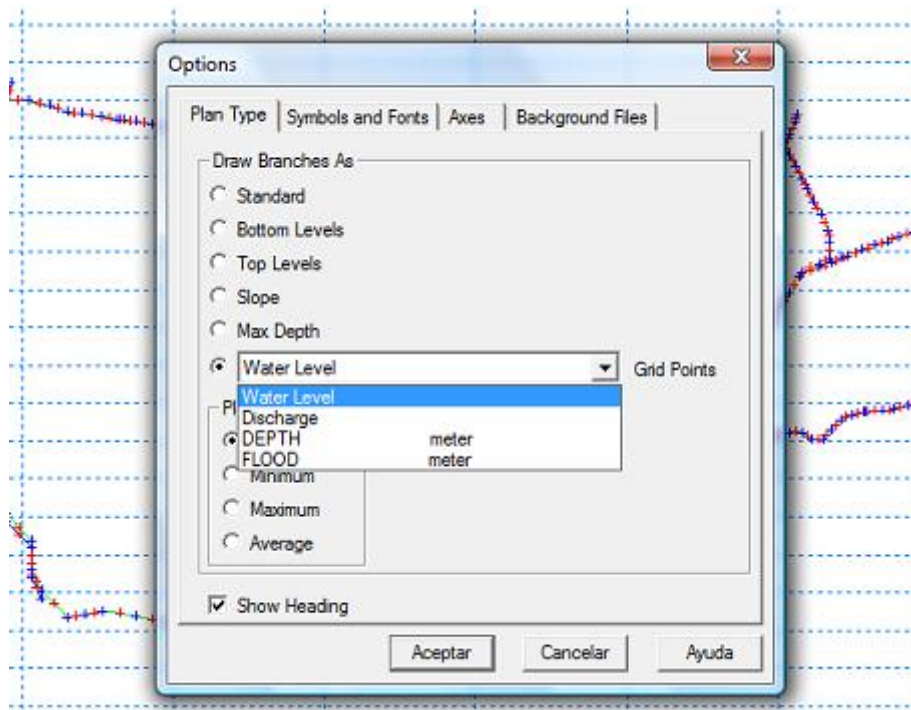 Options
Plan Type Symbols and Fonts Axes Background Files
Draw Branches As
Standard
Bottom Levels
Top Levels
Slope
Max Depth
Water Level Grid Points
Water Level
Discharge
DEPTH meter
FLOOD meter
Minimum
Maximum
Average
Show Heading
Aceptar Cancelar Ayuda